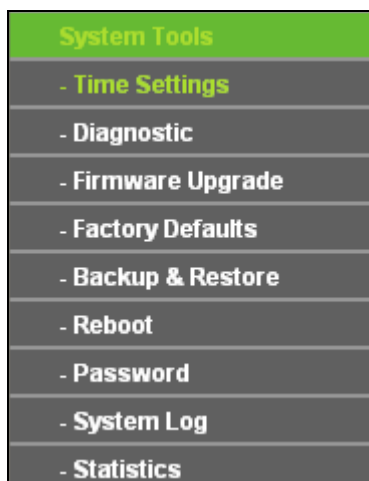 System Tools
- Time Settings
- Diagnostic
- Firmware Upgrade
- Factory Defaults
- Backup & Restore
- Reboot
- Password
- System Log
- Statistics